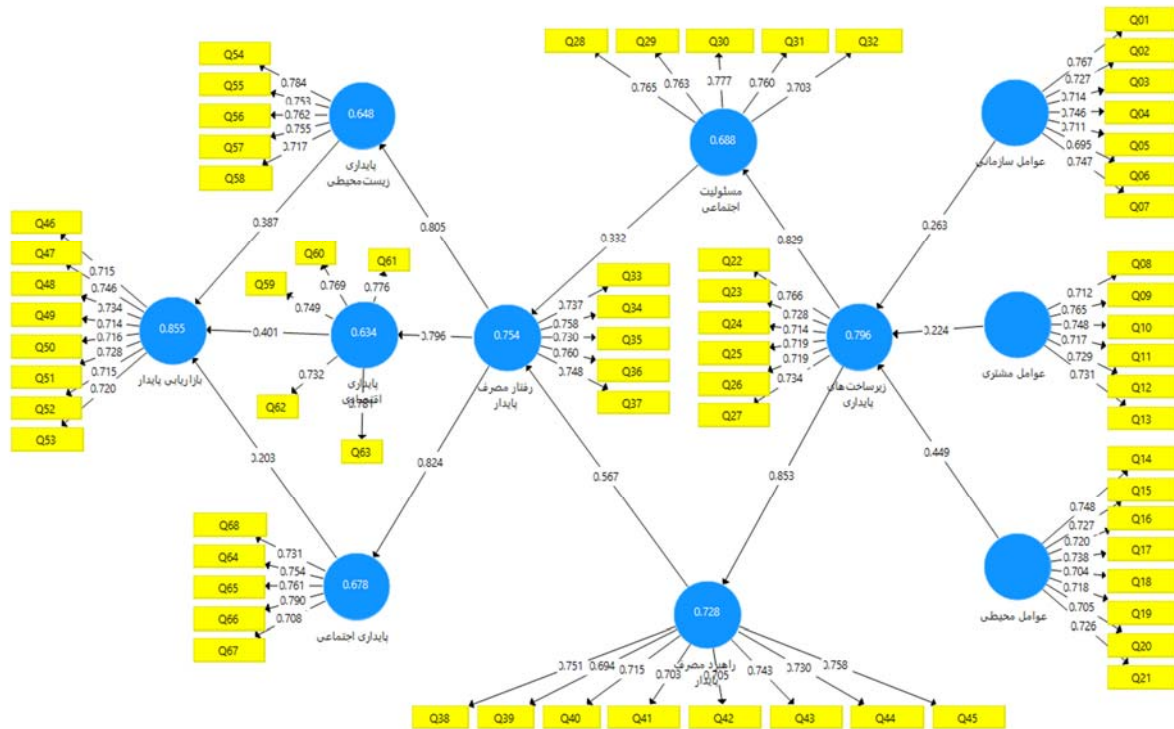 Q01
Q02
Q03
Q04
Q05
Q06
Q07
0.767
0.727
0.714
0.746
0.711
0.695
0.747
عوامل سازمانی
0.263
Q08
Q09
Q10
Q11
Q12
Q13
0.712
0.765
0.748
0.717
0.729
0.731
عوامل مشتری
0.224
Q14
Q15
Q16
Q17
Q18
Q19
Q20
Q21
0.748
0.727
0.720
0.738
0.704
0.718
0.705
0.726
عوامل محیطی
0.449
Q28
Q29
Q30
Q31
Q32
0.765
0.763
0.777
0.760
0.703
0.688
مسئولیت
اجتماعی
0.829
0.332
Q22
Q23
Q24
Q25
Q26
Q27
0.766
0.728
0.714
0.719
0.719
0.734
0.796
زیرساخت‌های
پایداری
0.853
Q33
Q34
Q35
Q36
Q37
0.737
0.758
0.730
0.760
0.748
0.754
رفتار مصرف
پایدار
0.567
0.728
راهبرد مصرف
پایدار
0.751
0.694
0.715
0.703
0.705
0.743
0.730
0.758
Q38
Q39
Q40
Q41
Q42
Q43
Q44
Q45
0.805
0.796
0.824
Q54
Q55
Q56
Q57
Q58
0.784
0.753
0.762
0.755
0.717
0.648
پایداری
زیست‌محیطی
0.387
Q59
Q60
Q61
Q62
Q63
0.749
0.769
0.776
0.732
0.781
0.634
پایداری
اقتصادی
0.401
Q68
Q64
Q65
Q66
Q67
0.731
0.754
0.761
0.790
0.708
0.678
پایداری اجتماعی
0.203
Q46
Q47
Q48
Q49
Q50
Q51
Q52
Q53
0.715
0.746
0.734
0.714
0.716
0.728
0.715
0.720
0.855
بازاریابی پایدار